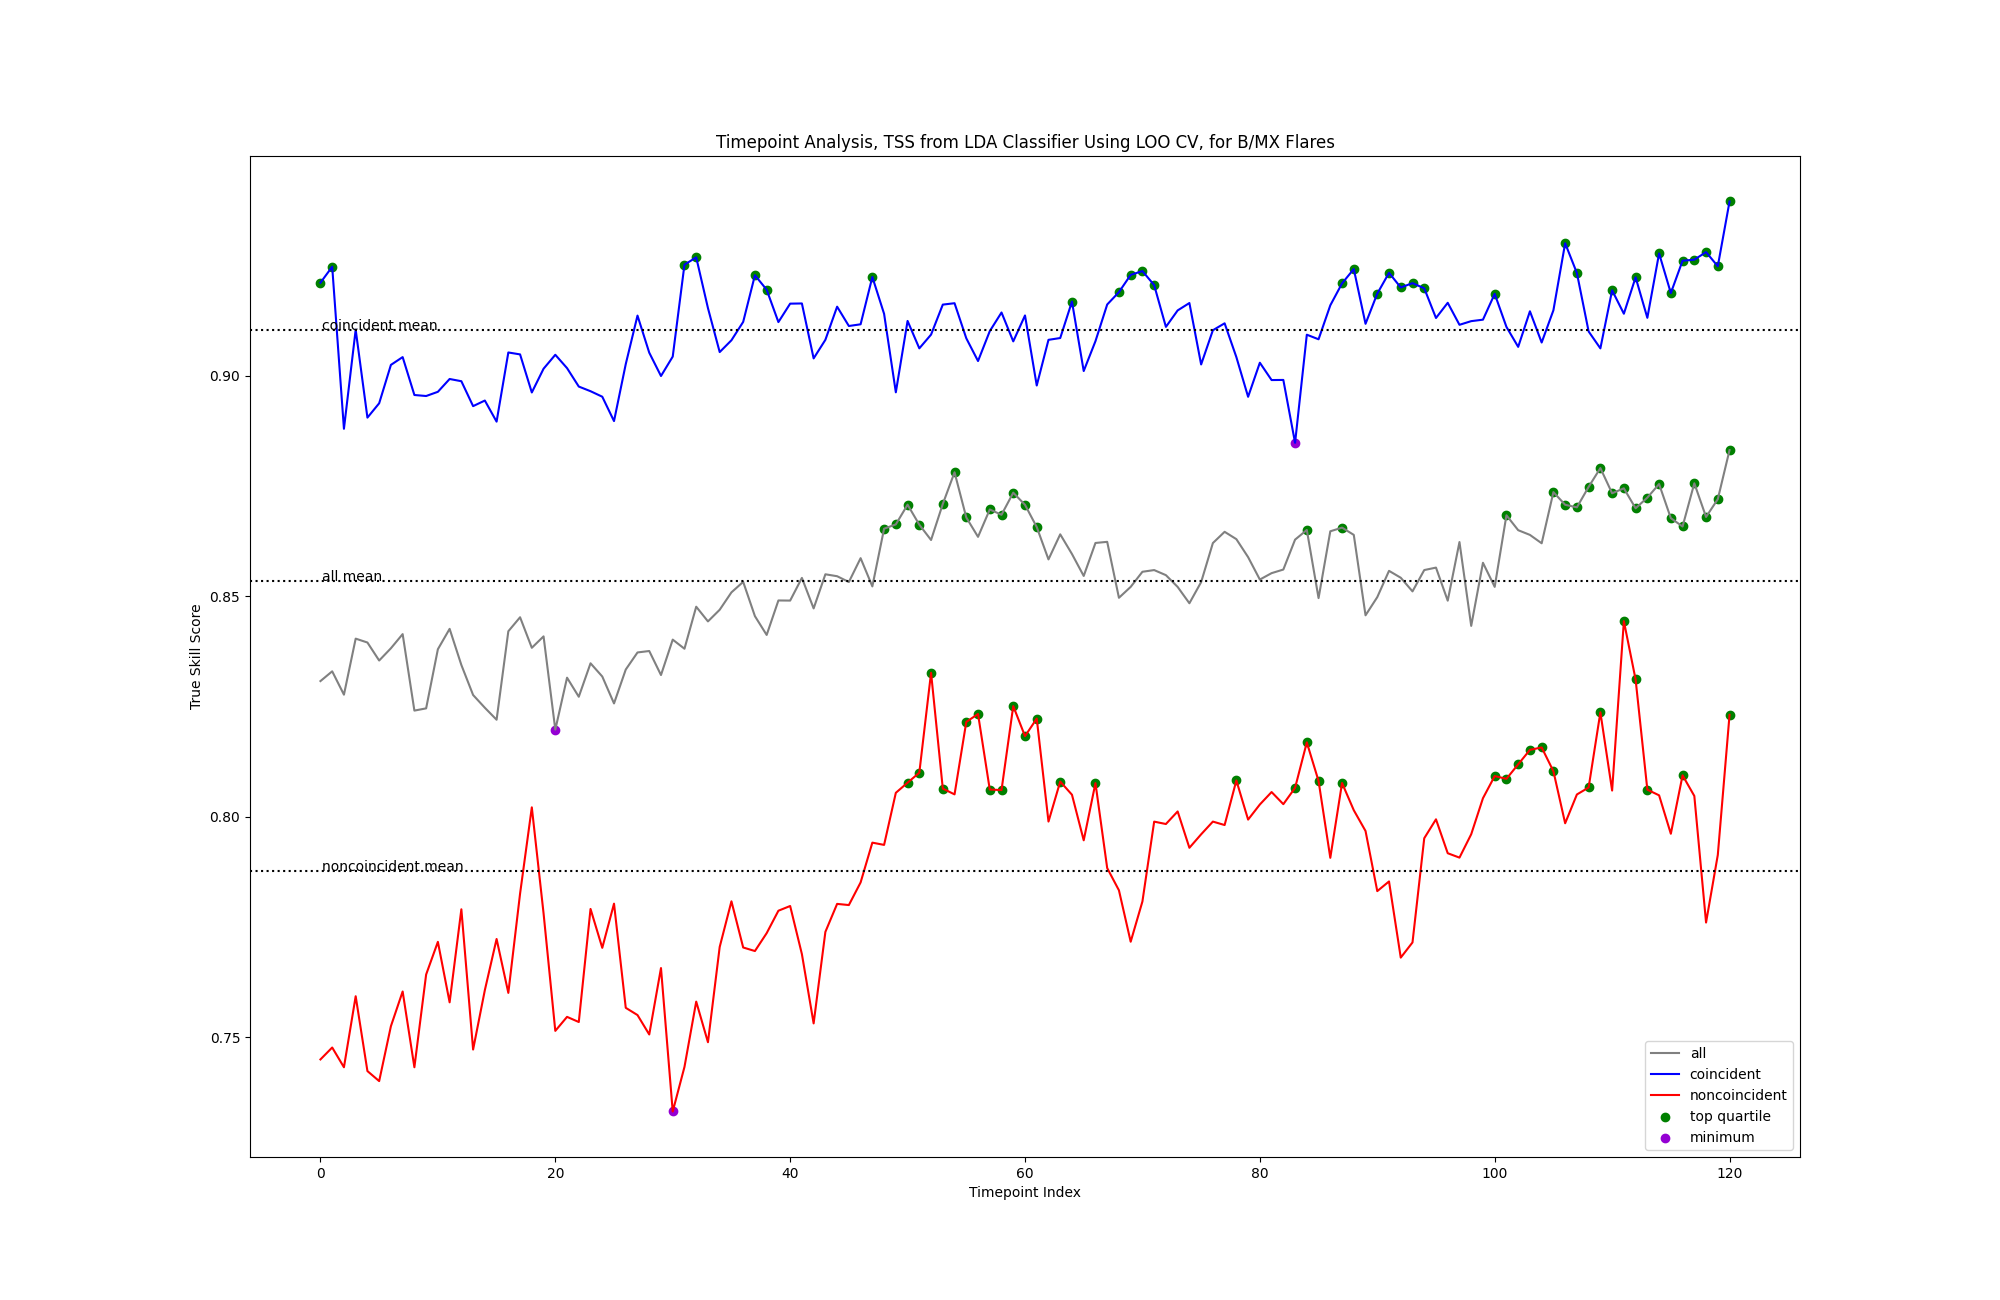 Timepoint Analysis, TSS from LDA Classifier Using LOO CV, for B/MX Flares
coincident mean
0.90
all mean
0.85
True Skill Score
0.80
noncoincident mean
0.75
all
coincident
noncoincident
top quartile
minimum
0 20 40 60 80 100 120
Timepoint Index